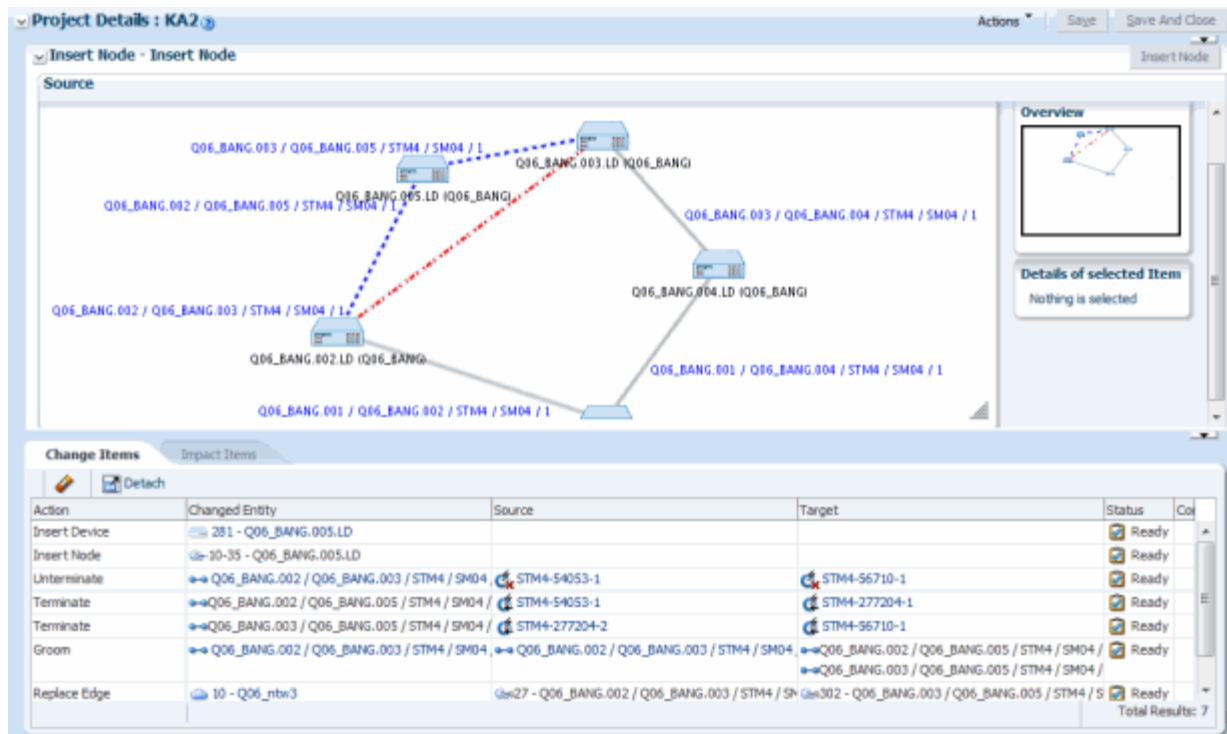 Project Details : KA2
Actions Save Save And Close
Insert Node - Insert Node
Insert Node
Source
Q06_BANG.003 / Q06_BANG.005 / STM4 / SM04 / 1
Q06_BANG.003.LD (Q06_BANG)
Q06_BANG.005.LD (Q06_BANG)
Q06_BANG.002 / Q06_BANG.005 / STM4 / SM04 / 1
Q06_BANG.003 / Q06_BANG.004 / STM4 / SM04 / 1
Q06_BANG.004.LD (Q06_BANG)
Q06_BANG.002 / Q06_BANG.003 / STM4 / SM04 / 1
Q06_BANG.002.LD (Q06_BANG)
Q06_BANG.001 / Q06_BANG.004 / STM4 / SM04 / 1
Q06_BANG.001 / Q06_BANG.002 / STM4 / SM04 / 1
Overview
Details of selected Item
Nothing is selected
Change Items Impact Items
Detach
Action Changed Entity Source Target Status Co
Insert Device 281 - Q06_BANG.005.LD Ready
Insert Node 10-35 - Q06_BANG.005.LD Ready
Unterminate Q06_BANG.002 / Q06_BANG.003 / STM4 / SM04 STM4-54053-1 STM4-56710-1 Ready
Terminate Q06_BANG.002 / Q06_BANG.005 / STM4 / SM04 / STM4-54053-1 STM4-277204-1 Ready
Terminate Q06_BANG.003 / Q06_BANG.005 / STM4 / SM04 / STM4-277204-2 STM4-56710-1 Ready
Groom Q06_BANG.002 / Q06_BANG.003 / STM4 / SM04 Q06_BANG.002 / Q06_BANG.003 / STM4 / SM04 Q06_BANG.002 / Q06_BANG.005 / STM4 / SM04 / Ready
Q06_BANG.003 / Q06_BANG.005 / STM4 / SM04 /
Replace Edge 10 - Q06_ntw3 27 - Q06_BANG.002 / Q06_BANG.003 / STM4 / 302 - Q06_BANG.003 / Q06_BANG.005 / STM4 / S Ready
Total Results: 7